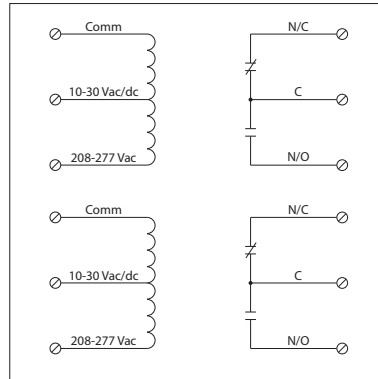 Comm
N/C
10-30 Vac/dc
C
208-277 Vac
N/O
Comm
N/C
10-30 Vac/dc
C
208-277 Vac
N/O